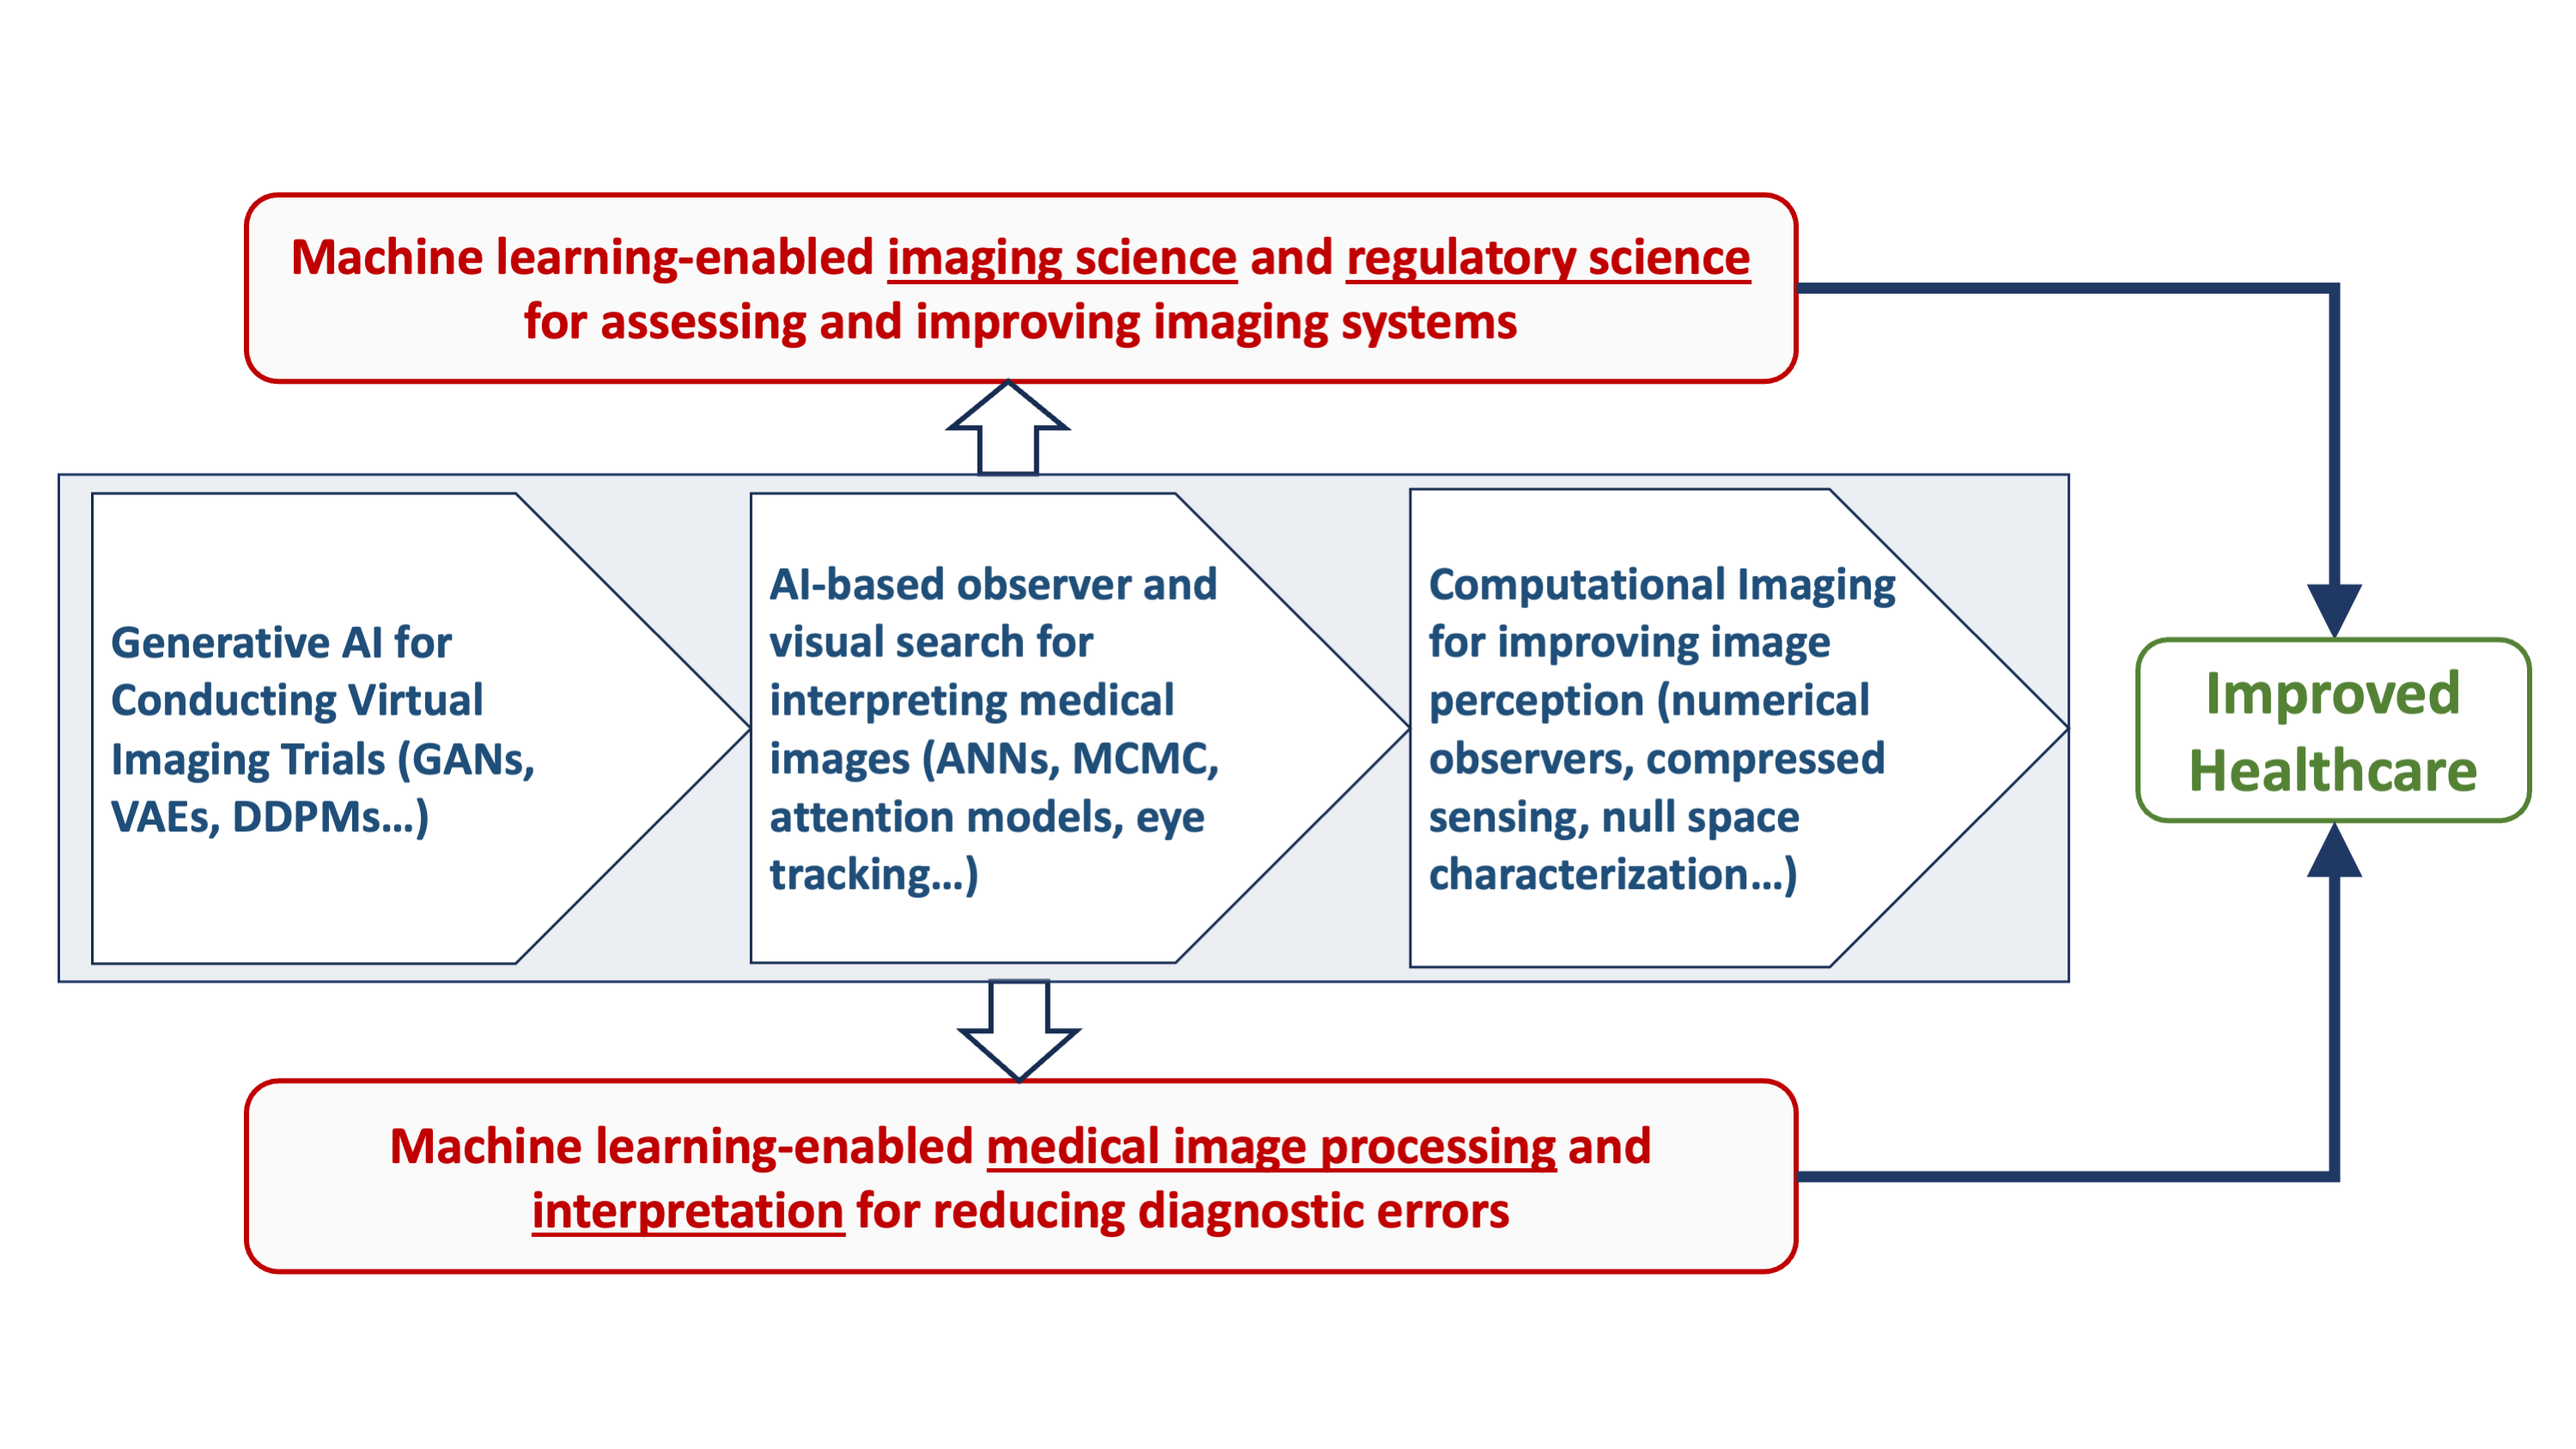 Machine learning-enabled imaging science and regulatory science
for assessing and improving imaging systems
Generative AI for
Conducting Virtual
Imaging Trials (GANs,
VAEs, DDPMs...)
AI-based observer and
visual search for
interpreting medical
images (ANNs, MCMC,
attention models, eye
tracking...)
Computational Imaging
for improving image
perception (numerical
observers, compressed
sensing, null space
characterization...)
Improved
Healthcare
Machine learning-enabled medical image processing and
interpretation for reducing diagnostic errors